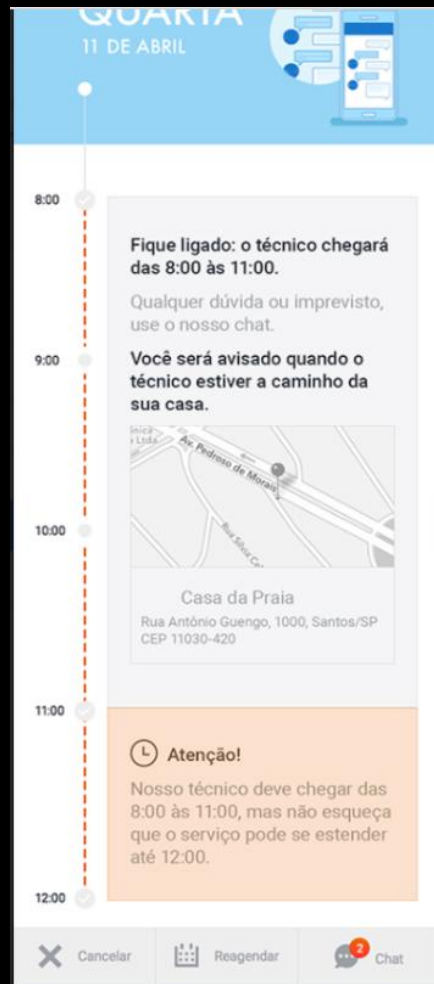 QUARTA
11 DE ABRIL
8:00
Fique ligado: o técnico chegará
das 8:00 às 11:00.
Qualquer dúvida ou imprevisto,
use o nosso chat.
9:00
Você será avisado quando o
técnico estiver a caminho da
sua casa.
Ltda
Av. Pedroso de Morais
Rua Silvia
10:00
Casa da Praia
Rua Antônio Guengo, 1000, Santos/SP
CEP 11030-420
11:00
Atenção!
Nosso técnico deve chegar das
8:00 às 11:00, mas não esqueça
que o serviço pode se estender
até 12:00.
12:00
Cancelar
Reagendar
2
Chat